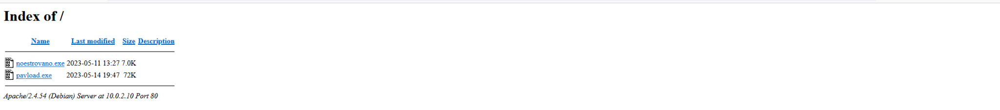 Index of /
Name Last modified Size Description
noestroyano.exe 2023-05-11 13:27 7.0K
payload.exe 2023-05-14 19:47 72K
Apache/2.4.54 (Debian) Server at 10.0.2.10 Port 80